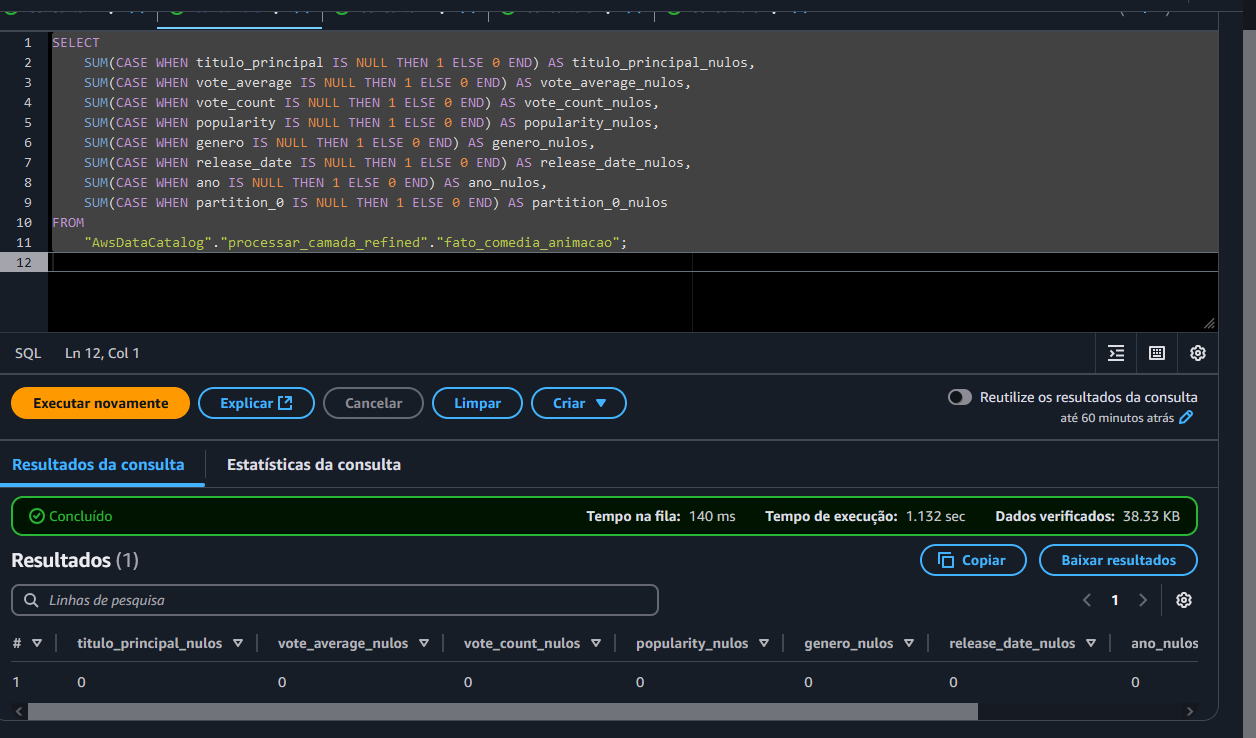 1 SELECT
2 SUM(CASE WHEN titulo_principal IS NULL THEN 1 ELSE 0 END) AS titulo_principal_nulos,
3 SUM(CASE WHEN vote_average IS NULL THEN 1 ELSE 0 END) AS vote_average_nulos,
4 SUM(CASE WHEN vote_count IS NULL THEN 1 ELSE 0 END) AS vote_count_nulos,
5 SUM(CASE WHEN popularity IS NULL THEN 1 ELSE 0 END) AS popularity_nulos,
6 SUM(CASE WHEN genero IS NULL THEN 1 ELSE 0 END) AS genero_nulos,
7 SUM(CASE WHEN release_date IS NULL THEN 1 ELSE 0 END) AS release_date_nulos,
8 SUM(CASE WHEN ano IS NULL THEN 1 ELSE 0 END) AS ano_nulos,
9 SUM(CASE WHEN partition_0 IS NULL THEN 1 ELSE 0 END) AS partition_0_nulos
10 FROM
11 "AwsDataCatalog"."processar_camada_refined"."fato_comedia_animacao";
12
SQL Ln 12, Col 1
Executar novamente Explicar Cancelar Limpar Criar Reutilize os resultados da consulta
até 60 minutos atrás
Resultados da consulta Estatísticas da consulta
Concluído Tempo na fila: 140 ms Tempo de execução: 1.132 sec Dados verificados: 38.33 KB
Resultados (1) Copiar Baixar resultados
Linhas de pesquisa 1
# titulo_principal_nulos vote_average_nulos vote_count_nulos popularity_nulos genero_nulos release_date_nulos ano_nulos
1 0 0 0 0 0 0 0